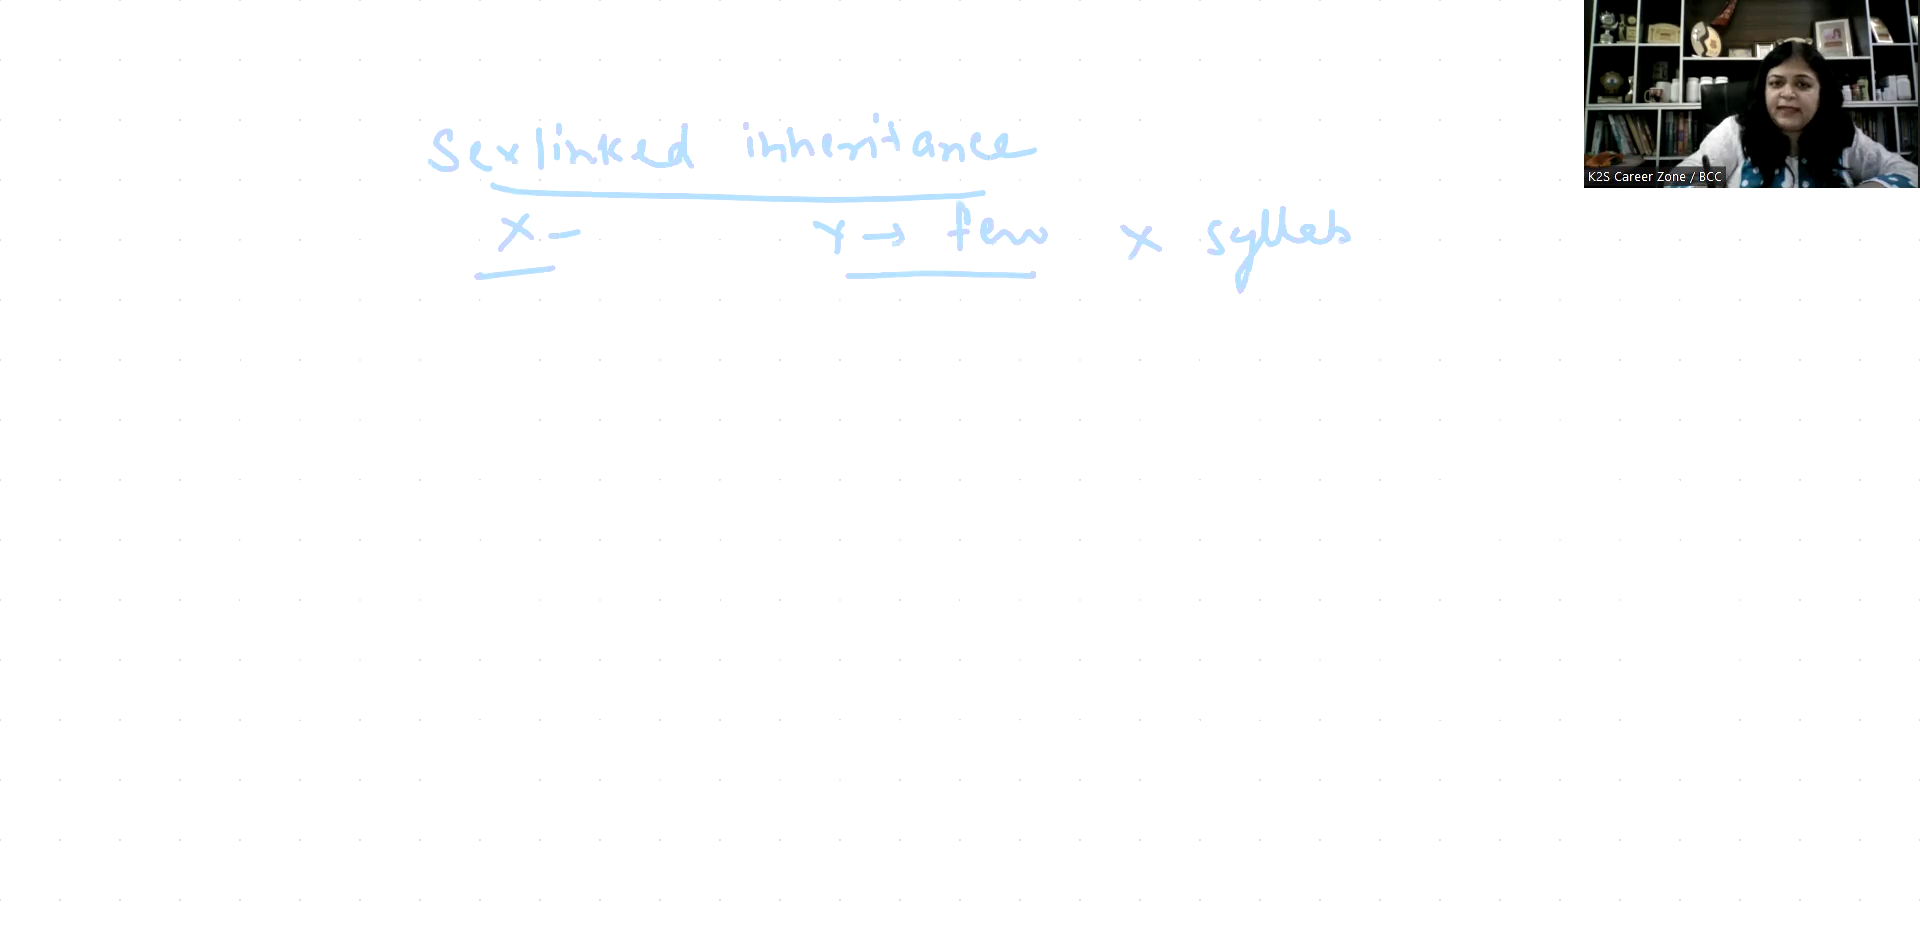 Sexlinked inheritance
X - Y → few X syllab
K2S Career Zone / BCC